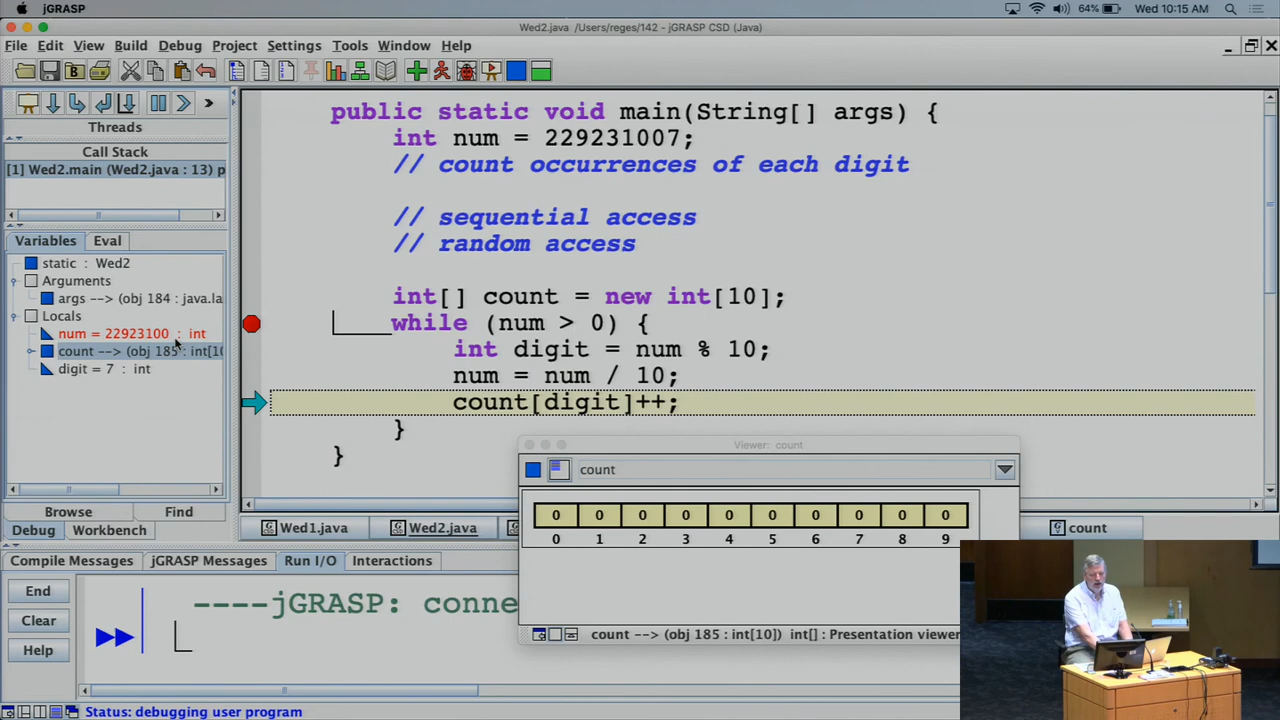 jGRASP
64%
Wed 10:15 AM
Wed2.java /Users/reges/142 - jGRASP CSD (Java)
File Edit View Build Debug Project Settings Tools Window Help
Threads
Call Stack
[1] Wed2.main (Wed2.java : 13) p
Variables Eval
static : Wed2
Arguments
args --> (obj 184 : java.la
Locals
num = 22923100 : int
count --> (obj 185 : int[10
digit = 7 : int
Browse Find
Debug Workbench
public static void main(String[] args) {
int num = 229231007;
// count occurrences of each digit
// sequential access
// random access
int[] count = new int[10];
while (num > 0) {
int digit = num % 10;
num = num / 10;
count[digit]++;
}
}
Viewer: count
count
0 0 0 0 0 0 0 0 0 0
0 1 2 3 4 5 6 7 8 9
count --> (obj 185 : int[10]) int[] : Presentation viewer
Wed1.java Wed2.java count
Compile Messages jGRASP Messages Run I/O Interactions
End
Clear
Help
----jGRASP: conne
Status: debugging user program